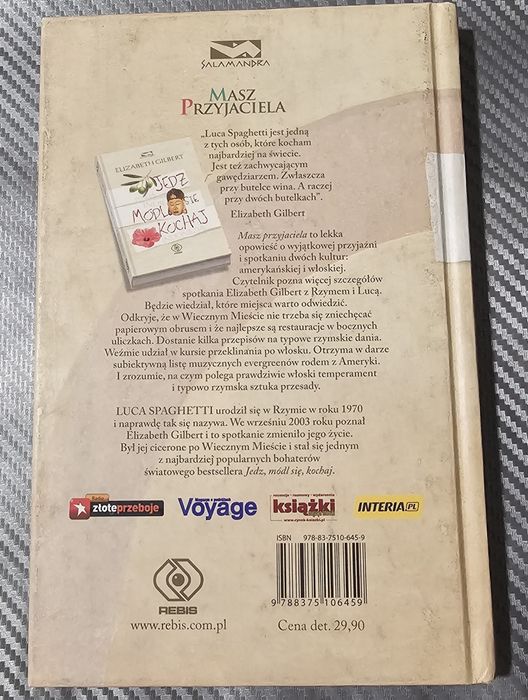 SALAMANDRA
MASZ
PRZYJACIELA
„Luca Spaghetti jest jedną
z tych osób, które kocham
najbardziej na świecie.
Jest też zachwycającym
gawędziarzem. Zwłaszcza
przy butelce wina. A raczej
przy dwóch butelkach”.
Elizabeth Gilbert
ELIZABETH GILBERT
JEDZ
MÓDL SIĘ
KOCHAJ
Masz przyjaciela to lekka
opowieść o wyjątkowej przyjaźni
i spotkaniu dwóch kultur:
amerykańskiej i włoskiej.
Czytelnik pozna więcej szczegółów
spotkania Elizabeth Gilbert z Rzymem i Lucą.
Będzie wiedział, które miejsca warto odwiedzić.
Odkryje, że w Wiecznym Mieście nie trzeba się zniechęcać
papierowym obrusem i że najlepsze są restauracje w bocznych
uliczkach. Dostanie kilka przepisów na typowe rzymskie dania.
Weźmie udział w kursie przeklinania po włosku. Otrzyma w darze
subiektywną listę muzycznych evergreenów rodem z Ameryki.
I zrozumie, na czym polega prawdziwie włoski temperament
i typowo rzymska sztuka przesady.
LUCA SPAGHETTI urodził się w Rzymie w roku 1970
i naprawdę tak się nazywa. We wrześniu 2003 roku poznał
Elizabeth Gilbert i to spotkanie zmieniło jego życie.
Był jej cicerone po Wiecznym Mieście i stał się jednym
z najbardziej popularnych bohaterów
światowego bestsellera Jedz, módl się, kochaj.
Radio
złoteprzeboje
Magazyn o podróżach
Voyage
recenzje • rozmowy • wydarzenia
książki
www.rynek-ksiazki.pl
INTERIA.PL
ISBN 978-83-7510-645-9
9 788375 106459
REBIS
www.rebis.com.pl
Cena det. 29,90